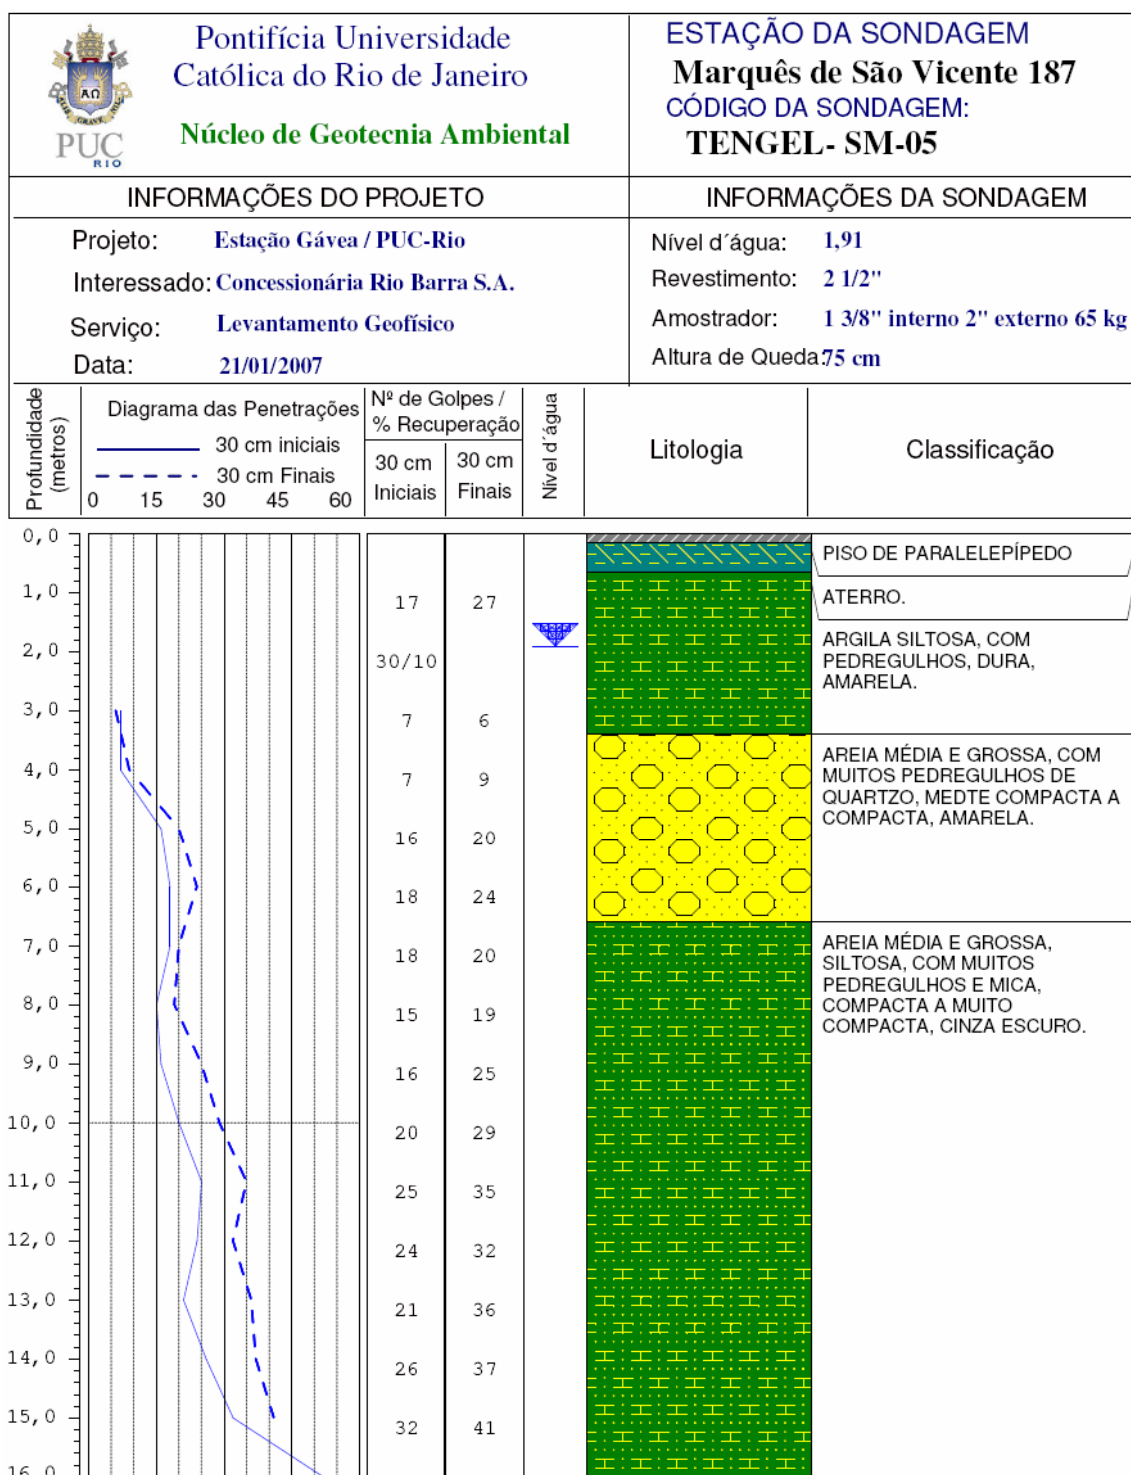 Pontifícia Universidade
Católica do Rio de Janeiro
Núcleo de Geotecnia Ambiental
ΑΩ
PUC
RIO
ESTAÇÃO DA SONDAGEM
Marquês de São Vicente 187
CÓDIGO DA SONDAGEM:
TENGEL- SM-05
INFORMAÇÕES DO PROJETO
Projeto: Estação Gávea / PUC-Rio
Interessado: Concessionária Rio Barra S.A.
Serviço: Levantamento Geofísico
Data: 21/01/2007
INFORMAÇÕES DA SONDAGEM
Nível d´água: 1,91
Revestimento: 2 1/2"
Amostrador: 1 3/8" interno 2" externo 65 kg
Altura de Queda: 75 cm
Profundidade
(metros)
Diagrama das Penetrações
30 cm iniciais
30 cm Finais
0 15 30 45 60
Nº de Golpes /
% Recuperação
30 cm
Iniciais
30 cm
Finais
Nível d´água
Litologia
Classificação
0,0
1,0
17 27
2,0
30/10
3,0
7 6
4,0
7 9
5,0
16 20
6,0
18 24
7,0
18 20
8,0
15 19
9,0
16 25
10,0
20 29
11,0
25 35
12,0
24 32
13,0
21 36
14,0
26 37
15,0
32 41
16,0
PISO DE PARALELEPÍPEDO
ATERRO.
ARGILA SILTOSA, COM
PEDREGULHOS, DURA,
AMARELA.
AREIA MÉDIA E GROSSA, COM
MUITOS PEDREGULHOS DE
QUARTZO, MEDTE COMPACTA A
COMPACTA, AMARELA.
AREIA MÉDIA E GROSSA,
SILTOSA, COM MUITOS
PEDREGULHOS E MICA,
COMPACTA A MUITO
COMPACTA, CINZA ESCURO.